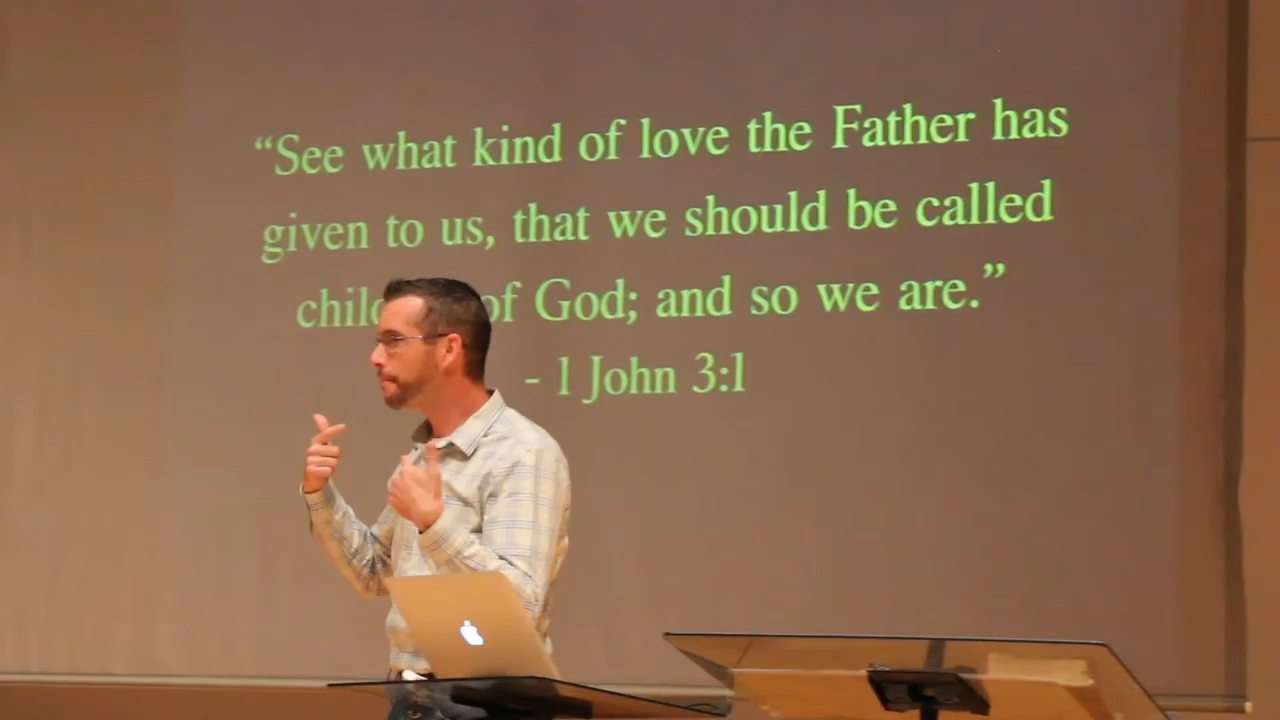 “See what kind of love the Father has
given to us, that we should be called
of God; and so we are.”
- 1 John 3:1